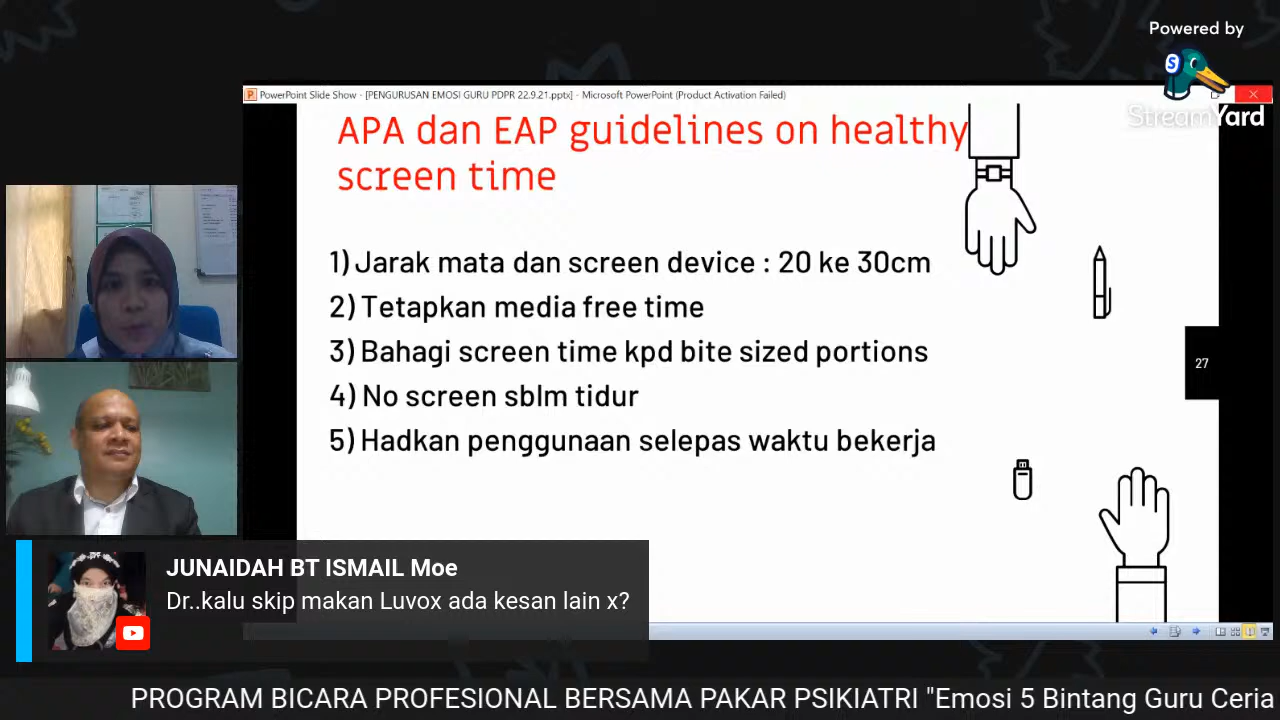 Powered by
StreamYard
PowerPoint Slide Show - [PENGURUSAN EMOSI GURU PDPR 22.9.21.pptx] - Microsoft PowerPoint (Product Activation Failed)
APA dan EAP guidelines on healthy
screen time
1) Jarak mata dan screen device : 20 ke 30cm
2) Tetapkan media free time
3) Bahagi screen time kpd bite sized portions
4) No screen sblm tidur
5) Hadkan penggunaan selepas waktu bekerja
27
JUNAIDAH BT ISMAIL Moe
Dr..kalu skip makan Luvox ada kesan lain x?
PROGRAM BICARA PROFESIONAL BERSAMA PAKAR PSIKIATRI "Emosi 5 Bintang Guru Ceria